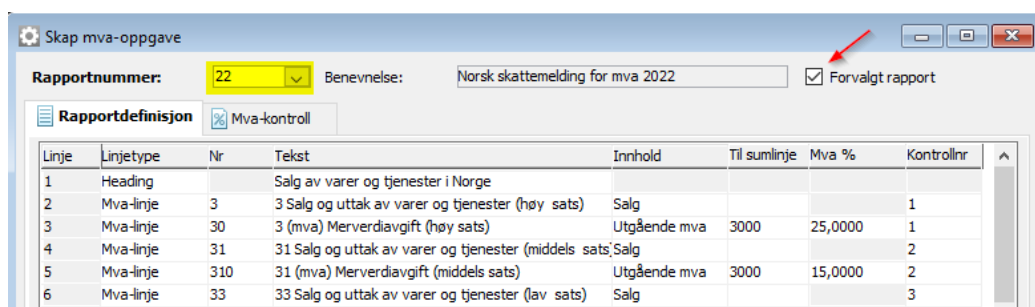 Skap mva-oppgave
Rapportnummer: 22 Benevnelse: Norsk skattemelding for mva 2022 Forvalgt rapport
Rapportdefinisjon Mva-kontroll
Linje Linjetype Nr Tekst Innhold Til sumlinje Mva % Kontrollnr
1 Heading Salg av varer og tjenester i Norge
2 Mva-linje 3 3 Salg og uttak av varer og tjenester (høy sats) Salg 1
3 Mva-linje 30 3 (mva) Merverdiavgift (høy sats) Utgående mva 3000 25,0000 1
4 Mva-linje 31 31 Salg og uttak av varer og tjenester (middels sats) Salg 2
5 Mva-linje 310 31 (mva) Merverdiavgift (middels sats) Utgående mva 3000 15,0000 2
6 Mva-linje 33 33 Salg og uttak av varer og tjenester (lav sats) Salg 3